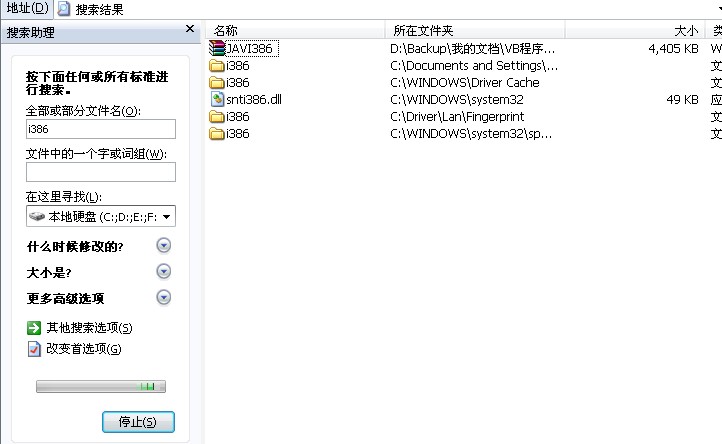 地址(D) 搜索结果
搜索助理
按下面任何或所有标准进
行搜索。
全部或部分文件名(O):
i386
文件中的一个字或词组(W):
在这里寻找(L):
本地硬盘 (C:;D:;E:;F:
什么时候修改的?
大小是?
更多高级选项
其他搜索选项(S)
改变首选项(G)
停止(S)
名称 所在文件夹 大小
JAVI386 D:\Backup\我的文档\VB程序... 4,405 KB W
i386 C:\Documents and Settings\... 文
i386 C:\WINDOWS\Driver Cache 文
snti386.dll C:\WINDOWS\system32 49 KB 应
i386 C:\Driver\Lan\Fingerprint 文
i386 C:\WINDOWS\system32\sp... 文